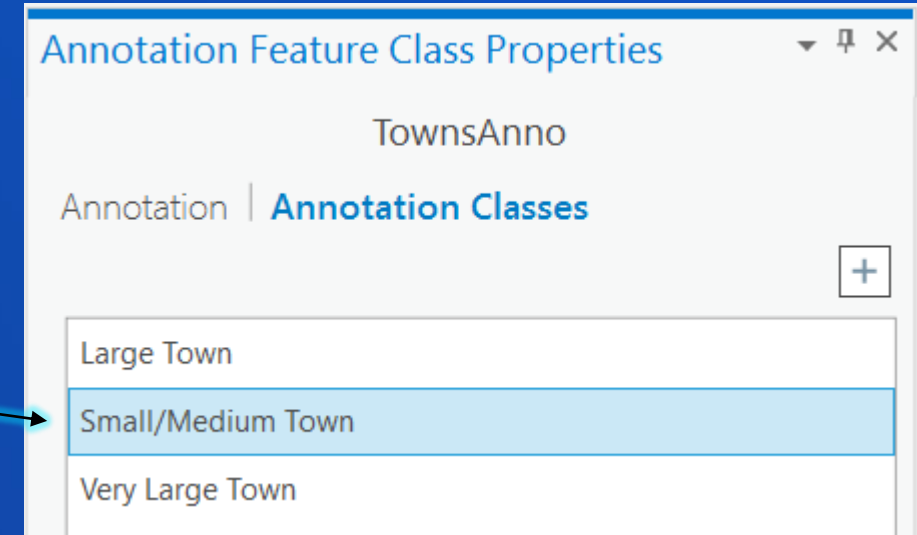 Annotation Feature Class Properties
TownsAnno
Annotation | Annotation Classes
+
Large Town
Small/Medium Town
Very Large Town